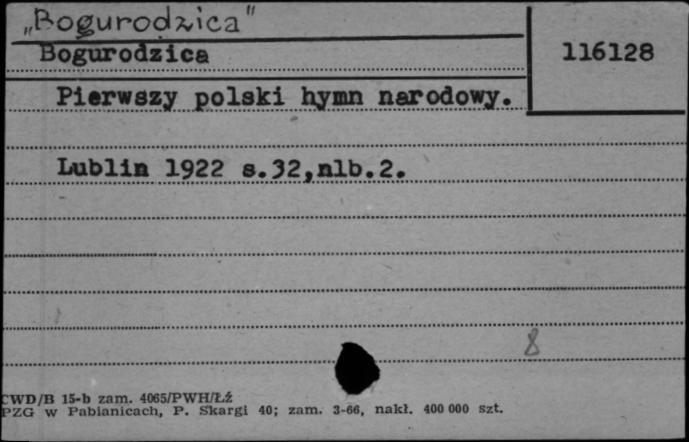 „Bogurodzica"
Bogurodzica
116128
Pierwszy polski hymn narodowy.
Lublin 1922 s.32,nlb.2.
8
CWD/B 15-b zam. 4065/PWH/Łż
PZG w Pabianicach, P. Skargi 40; zam. 3-66, nakł. 400 000 szt.